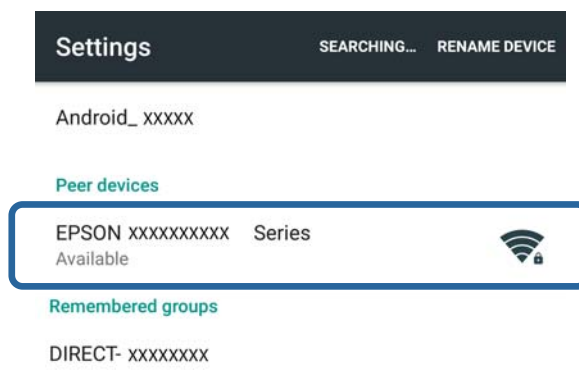 Settings SEARCHING... RENAME DEVICE
Android_ xxxxx
Peer devices
EPSON xxxxxxxxxx Series
Available
Remembered groups
DIRECT- xxxxxxxx